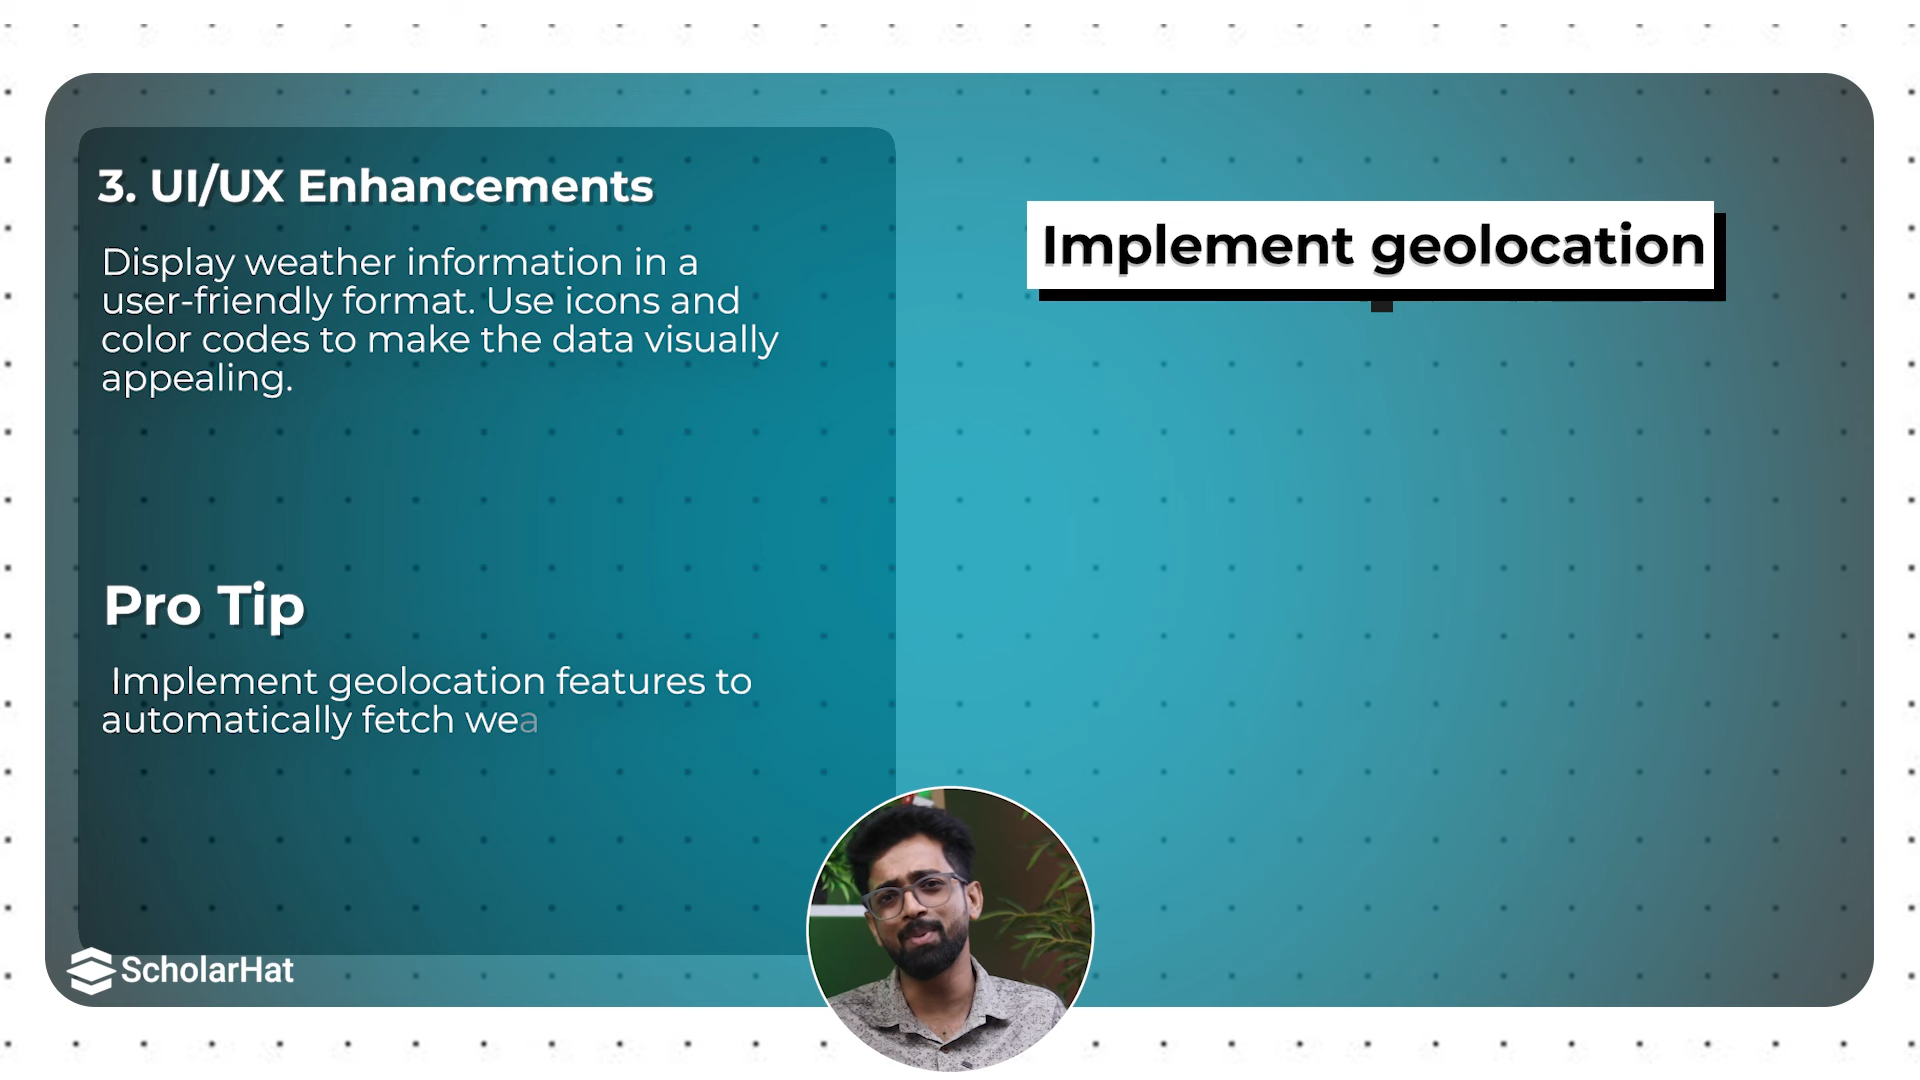 3. UI/UX Enhancements
Display weather information in a
user-friendly format. Use icons and
color codes to make the data visually
appealing.
Pro Tip
Implement geolocation features to
automatically fetch wea
Implement geolocation
ScholarHat